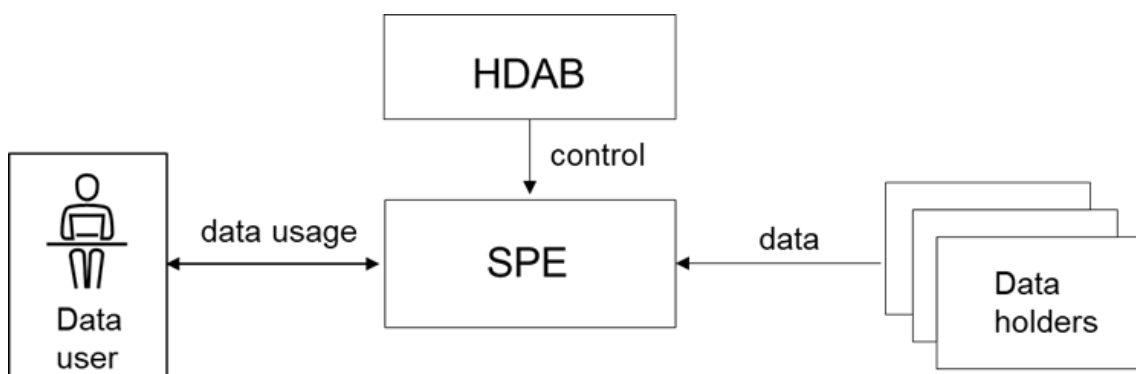 HDAB
control
data usage
SPE
data
Data
user
Data
holders